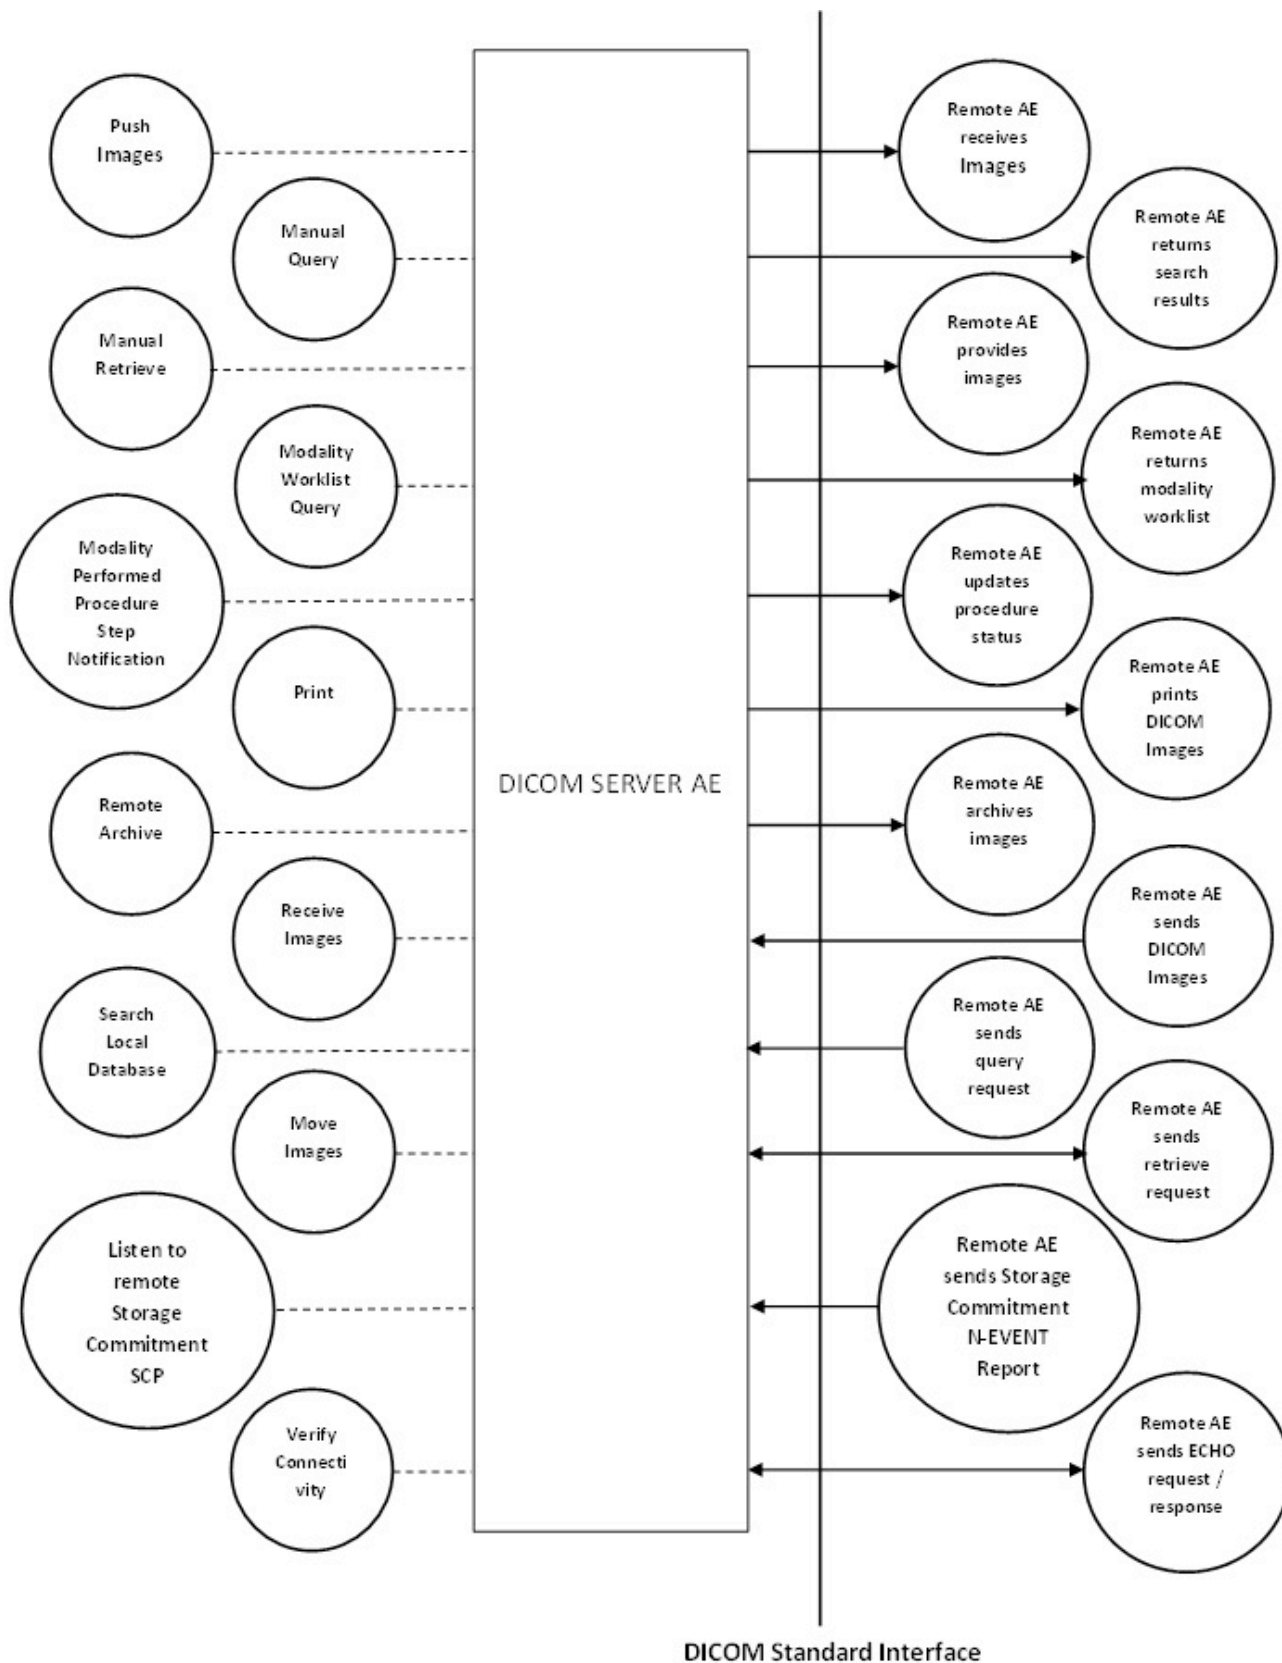 Push
Images
Manual
Query
Manual
Retrieve
Modality
Worklist
Query
Modality
Performed
Procedure
Step
Notification
Print
Remote
Archive
Receive
Images
Search
Local
Database
Move
Images
Listen to
remote
Storage
Commitment
SCP
Verify
Connecti
vity
DICOM SERVER AE
Remote AE
receives
Images
Remote AE
returns
search
results
Remote AE
provides
images
Remote AE
returns
modality
worklist
Remote AE
updates
procedure
status
Remote AE
prints
DICOM
Images
Remote AE
archives
images
Remote AE
sends
DICOM
Images
Remote AE
sends
query
request
Remote AE
sends
retrieve
request
Remote AE
sends Storage
Commitment
N-EVENT
Report
Remote AE
sends ECHO
request /
response
DICOM Standard Interface